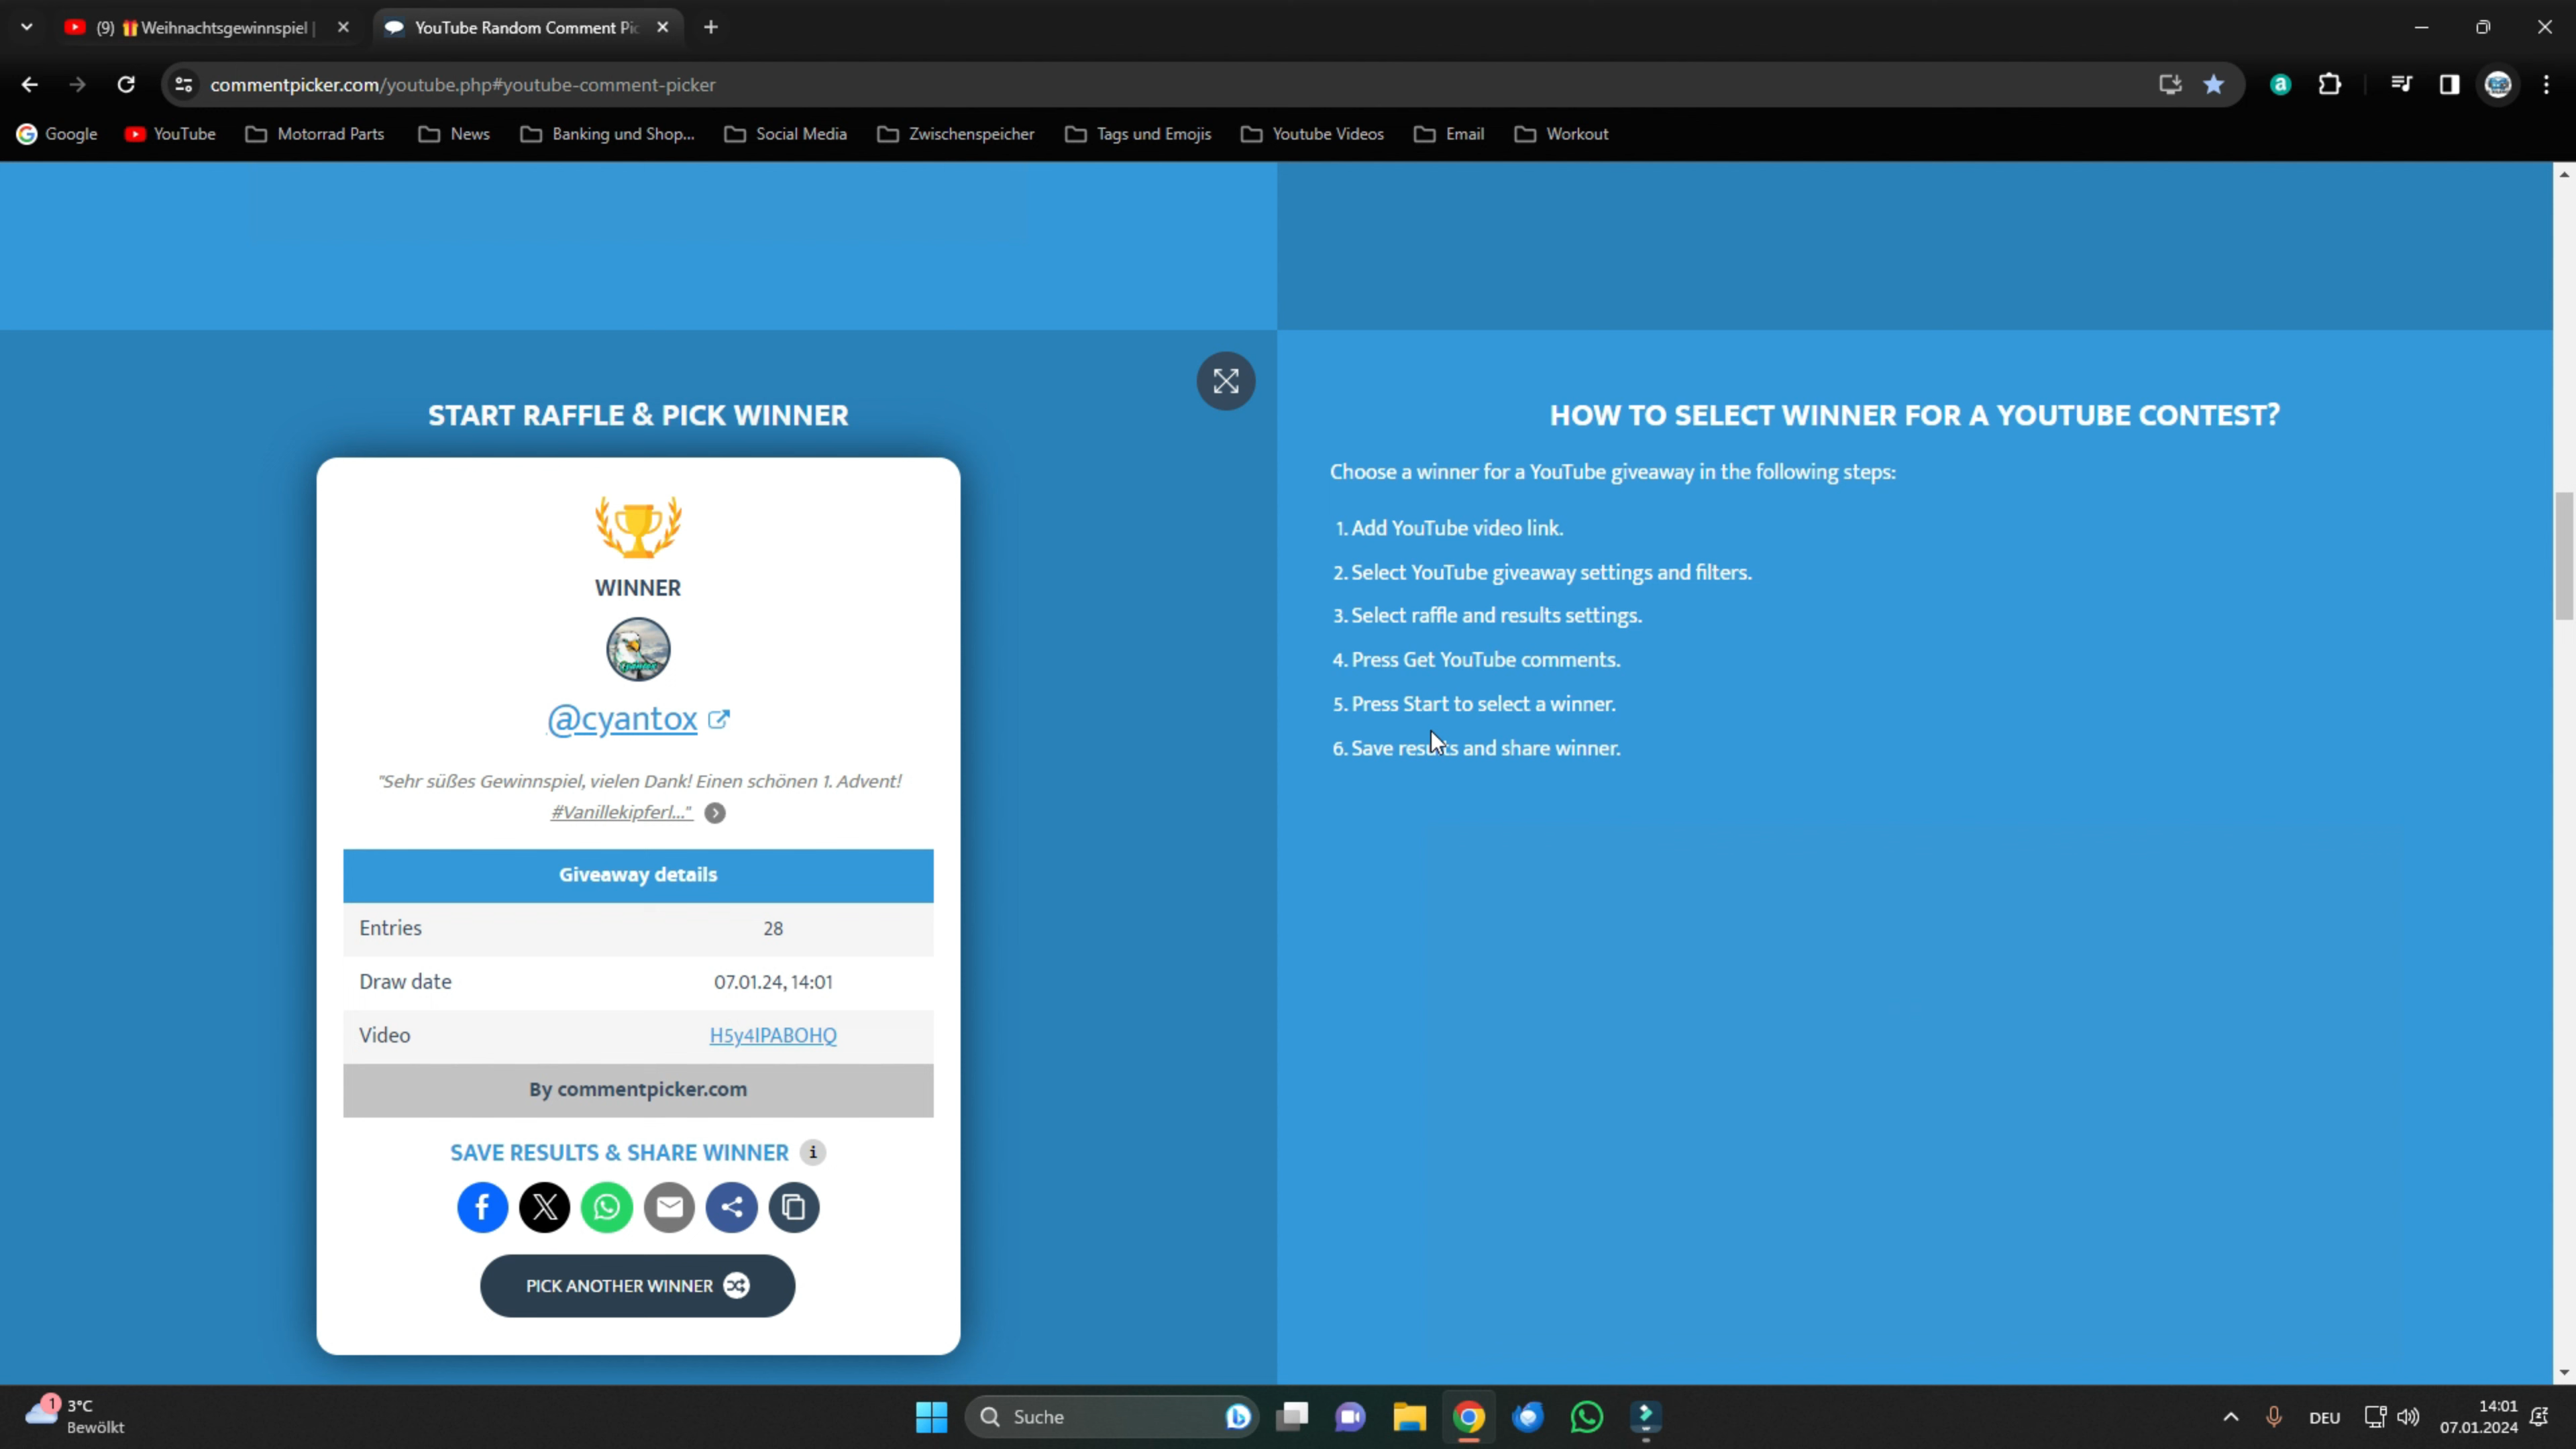 (9) 🎁Weihnachtsgewinnspiel |
YouTube Random Comment Pic
commentpicker.com/youtube.php#youtube-comment-picker
Google
YouTube
Motorrad Parts
News
Banking und Shop...
Social Media
Zwischenspeicher
Tags und Emojis
Youtube Videos
Email
Workout
START RAFFLE & PICK WINNER
WINNER
@cyantox
"Sehr süßes Gewinnspiel, vielen Dank! Einen schönen 1. Advent!
#Vanillekipferl..."
Giveaway details
Entries 28
Draw date 07.01.24, 14:01
Video H5y4IPABOHQ
By commentpicker.com
SAVE RESULTS & SHARE WINNER i
PICK ANOTHER WINNER
HOW TO SELECT WINNER FOR A YOUTUBE CONTEST?
Choose a winner for a YouTube giveaway in the following steps:
1. Add YouTube video link.
2. Select YouTube giveaway settings and filters.
3. Select raffle and results settings.
4. Press Get YouTube comments.
5. Press Start to select a winner.
6. Save results and share winner.
1
3°C
Bewölkt
Suche
DEU
14:01
07.01.2024